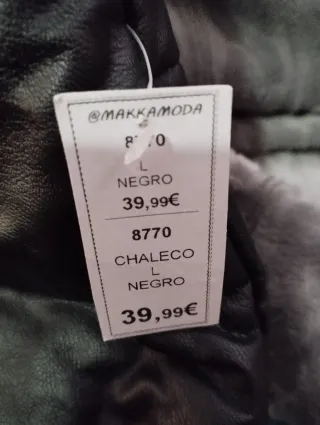 @MAKKAMODA
L
NEGRO
39,99€
8770
CHALECO
L
NEGRO
39,99€